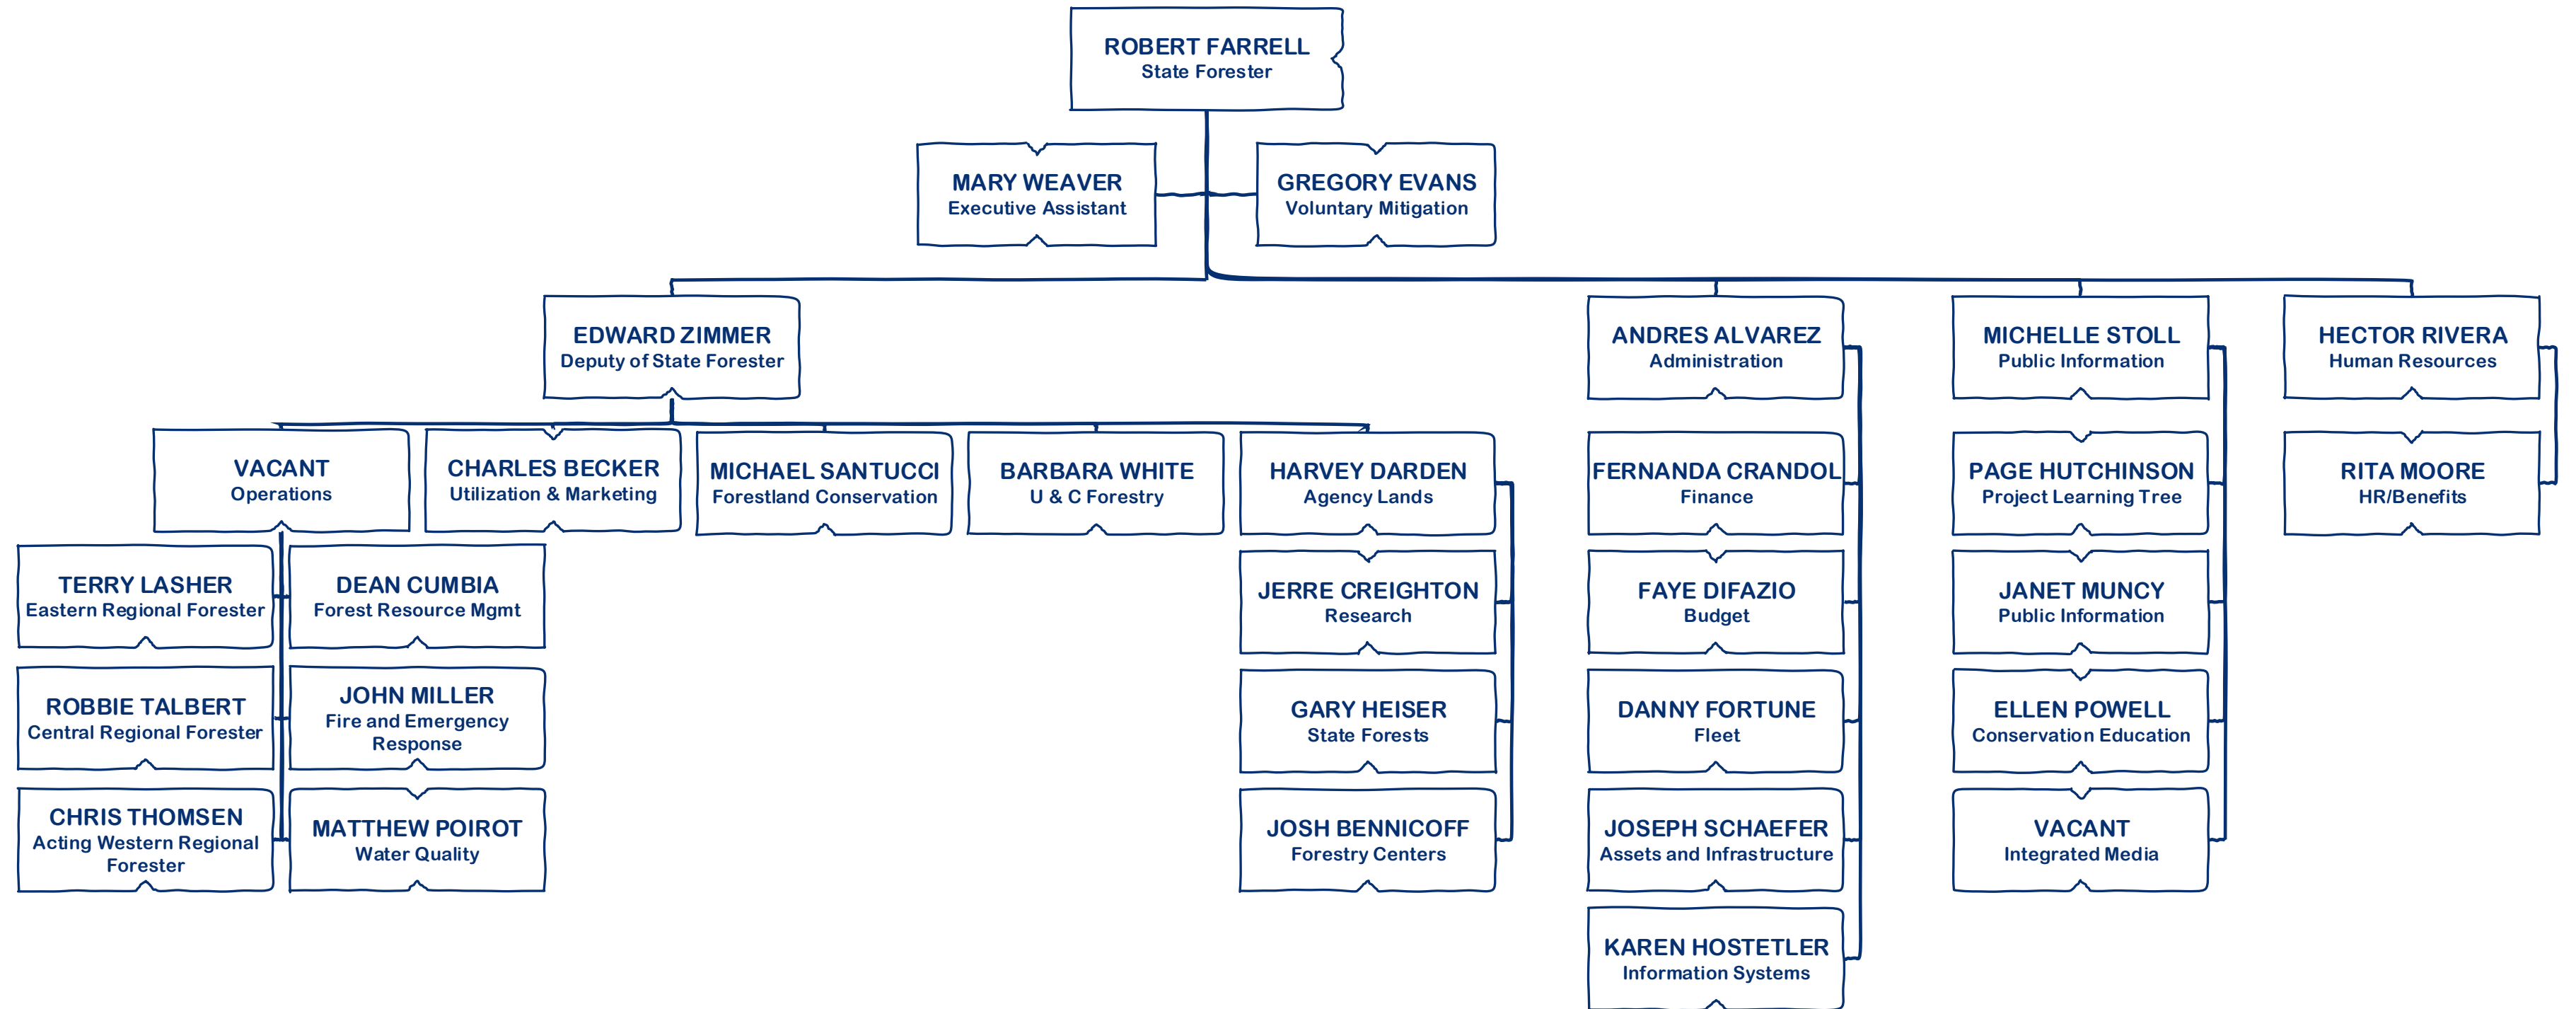 ROBERT FARRELL
State Forester
MARY WEAVER
Executive Assistant
GREGORY EVANS
Voluntary Mitigation
EDWARD ZIMMER
Deputy of State Forester
ANDRES ALVAREZ
Administration
MICHELLE STOLL
Public Information
HECTOR RIVERA
Human Resources
VACANT
Operations
CHARLES BECKER
Utilization & Marketing
MICHAEL SANTUCCI
Forestland Conservation
BARBARA WHITE
U & C Forestry
HARVEY DARDEN
Agency Lands
FERNANDA CRANDOL
Finance
PAGE HUTCHINSON
Project Learning Tree
RITA MOORE
HR/Benefits
TERRY LASHER
Eastern Regional Forester
DEAN CUMBIA
Forest Resource Mgmt
JERRE CREIGHTON
Research
FAYE DIFAZIO
Budget
JANET MUNCY
Public Information
ROBBIE TALBERT
Central Regional Forester
JOHN MILLER
Fire and Emergency
Response
GARY HEISER
State Forests
DANNY FORTUNE
Fleet
ELLEN POWELL
Conservation Education
CHRIS THOMSEN
Acting Western Regional
Forester
MATTHEW POIROT
Water Quality
JOSH BENNICOFF
Forestry Centers
JOSEPH SCHAEFER
Assets and Infrastructure
VACANT
Integrated Media
KAREN HOSTETLER
Information Systems